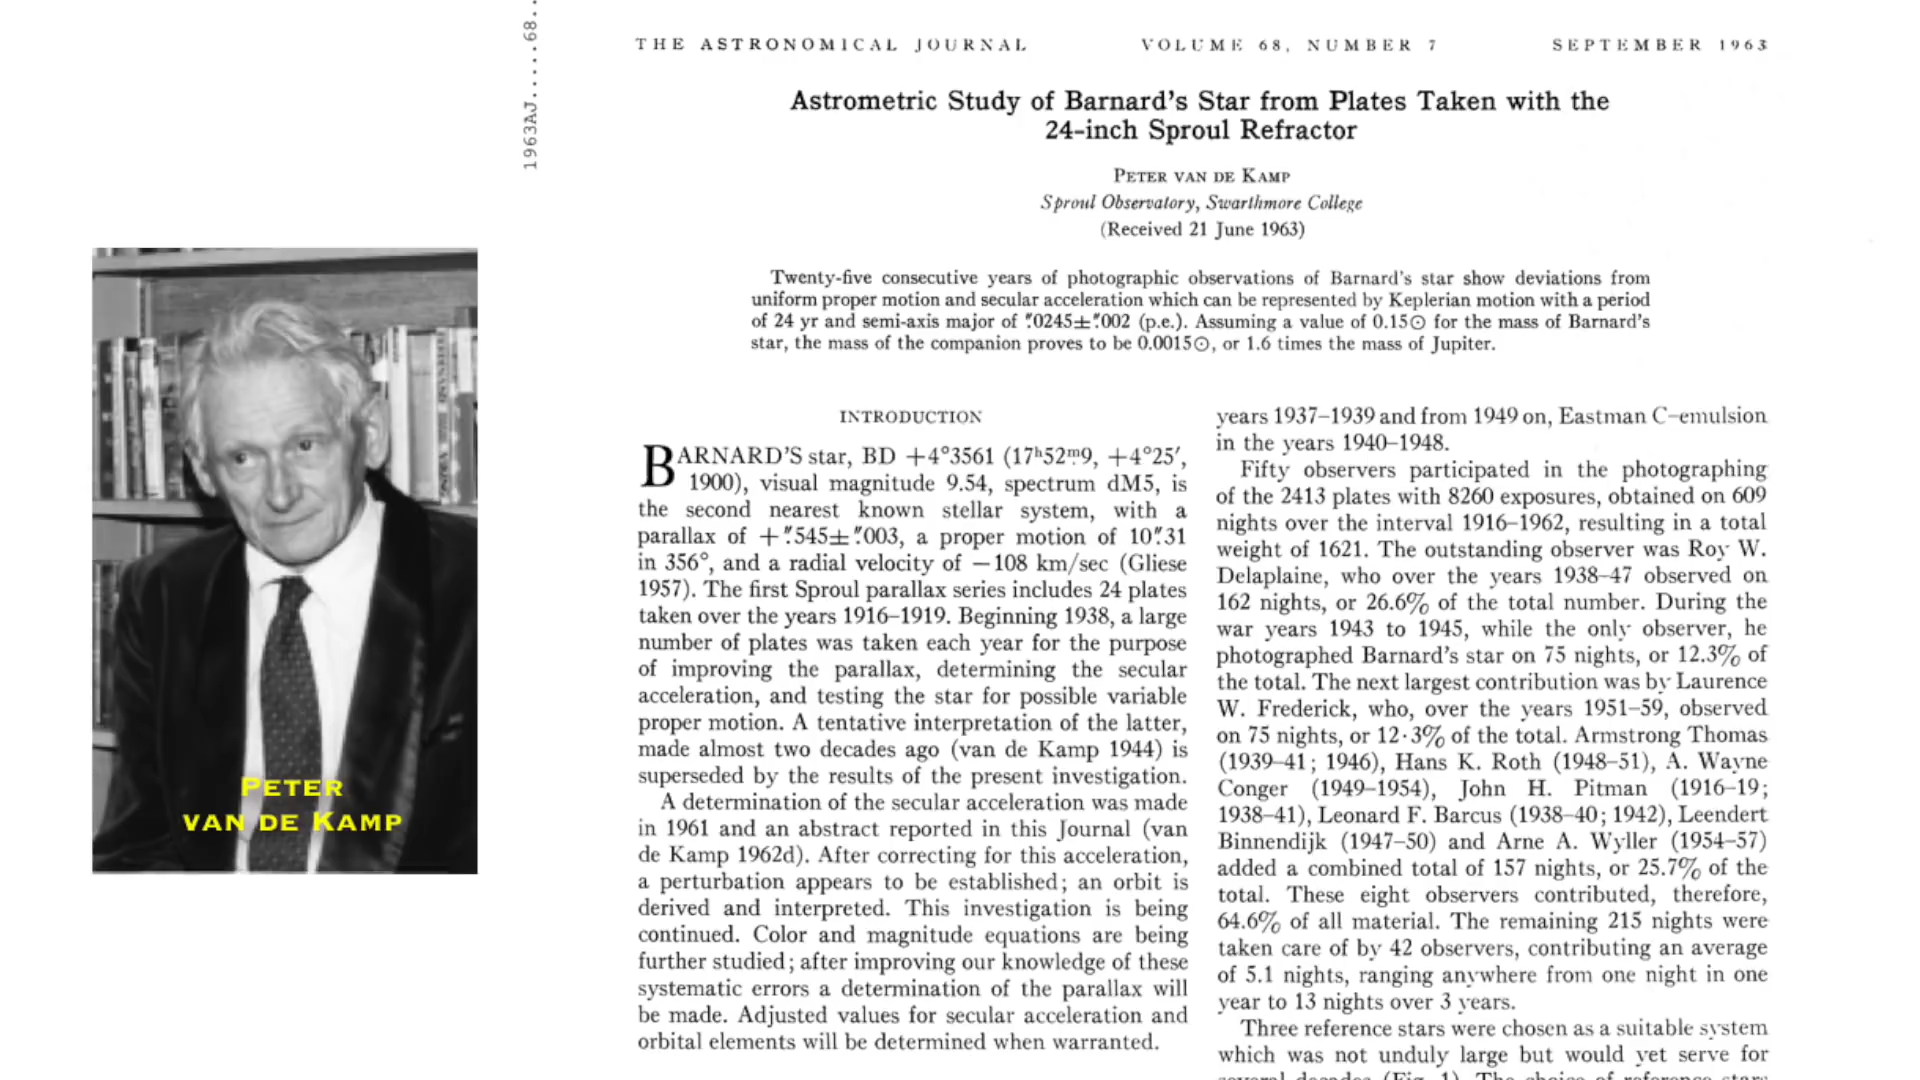 1963AJ.....68..
THE ASTRONOMICAL JOURNAL VOLUME 68, NUMBER 7 SEPTEMBER 1963
Astrometric Study of Barnard's Star from Plates Taken with the
24-inch Sproul Refractor
PETER VAN DE KAMP
Sproul Observatory, Swarthmore College
(Received 21 June 1963)
Twenty-five consecutive years of photographic observations of Barnard's star show deviations from
uniform proper motion and secular acceleration which can be represented by Keplerian motion with a period
of 24 yr and semi-axis major of ″.0245±″.002 (p.e.). Assuming a value of 0.15⊙ for the mass of Barnard's
star, the mass of the companion proves to be 0.0015⊙, or 1.6 times the mass of Jupiter.
INTRODUCTION
BARNARD'S star, BD +4°3561 (17ʰ52ᵐ.9, +4°25′,
1900), visual magnitude 9.54, spectrum dM5, is
the second nearest known stellar system, with a
parallax of +″.545±″.003, a proper motion of 10″.31
in 356°, and a radial velocity of −108 km/sec (Gliese
1957). The first Sproul parallax series includes 24 plates
taken over the years 1916–1919. Beginning 1938, a large
number of plates was taken each year for the purpose
of improving the parallax, determining the secular
acceleration, and testing the star for possible variable
proper motion. A tentative interpretation of the latter,
made almost two decades ago (van de Kamp 1944) is
superseded by the results of the present investigation.
A determination of the secular acceleration was made
in 1961 and an abstract reported in this Journal (van
de Kamp 1962d). After correcting for this acceleration,
a perturbation appears to be established; an orbit is
derived and interpreted. This investigation is being
continued. Color and magnitude equations are being
further studied; after improving our knowledge of these
systematic errors a determination of the parallax will
be made. Adjusted values for secular acceleration and
orbital elements will be determined when warranted.
years 1937–1939 and from 1949 on, Eastman C-emulsion
in the years 1940–1948.
Fifty observers participated in the photographing
of the 2413 plates with 8260 exposures, obtained on 609
nights over the interval 1916–1962, resulting in a total
weight of 1621. The outstanding observer was Roy W.
Delaplaine, who over the years 1938–47 observed on
162 nights, or 26.6% of the total number. During the
war years 1943 to 1945, while the only observer, he
photographed Barnard's star on 75 nights, or 12.3% of
the total. The next largest contribution was by Laurence
W. Frederick, who, over the years 1951–59, observed
on 75 nights, or 12·3% of the total. Armstrong Thomas
(1939–41; 1946), Hans K. Roth (1948–51), A. Wayne
Conger (1949–1954), John H. Pitman (1916–19;
1938–41), Leonard F. Barcus (1938–40; 1942), Leendert
Binnendijk (1947–50) and Arne A. Wyller (1954–57)
added a combined total of 157 nights, or 25.7% of the
total. These eight observers contributed, therefore,
64.6% of all material. The remaining 215 nights were
taken care of by 42 observers, contributing an average
of 5.1 nights, ranging anywhere from one night in one
year to 13 nights over 3 years.
Three reference stars were chosen as a suitable system
which was not unduly large but would yet serve for
several decades (Fig. 1). The choice of reference stars
PETER
VAN DE KAMP